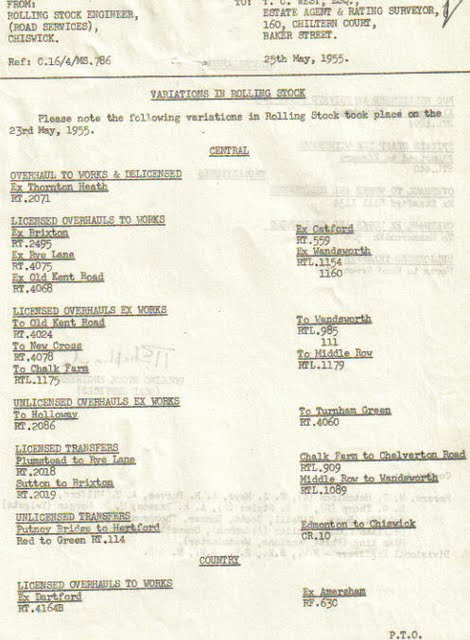 FROM:
ROLLING STOCK ENGINEER,
(ROAD SERVICES),
CHISWICK.
Ref: C.16/4/MS.786
TO: T. C. WEST, ESQ.,
ESTATE AGENT & RATING SURVEYOR,
160, CHILTERN COURT,
BAKER STREET.
25th May, 1955.
VARIATIONS IN ROLLING STOCK
Please note the following variations in Rolling Stock took place on the
23rd May, 1955.
CENTRAL
OVERHAUL TO WORKS & DELICENSED
Ex Thornton Heath
RT.2071
LICENSED OVERHAULS TO WORKS
Ex Brixton
RT.2495
Ex Rye Lane
RT.4075
Ex Old Kent Road
RT.4068
Ex Catford
RT.559
Ex Wandsworth
RTL.1154
1160
LICENSED OVERHAULS EX WORKS
To Old Kent Road
RT.4024
To New Cross
RT.4078
To Chalk Farm
RTL.1175
To Wandsworth
RTL.985
111
To Middle Row
RTL.1179
UNLICENSED OVERHAULS EX WORKS
To Holloway
RT.2086
To Turnham Green
RT.4060
LICENSED TRANSFERS
Plumstead to Rye Lane
RT.2018
Sutton to Brixton
RT.2019
Chalk Farm to Chelverton Road
RTL.909
Middle Row to Wandsworth
RTL.1089
UNLICENSED TRANSFERS
Putney Bridge to Hertford
Red to Green RT.114
Edmonton to Chiswick
CR.10
COUNTRY
LICENSED OVERHAULS TO WORKS
Ex Dartford
RT.4164B
Ex Amersham
RF.63C
P.T.O.